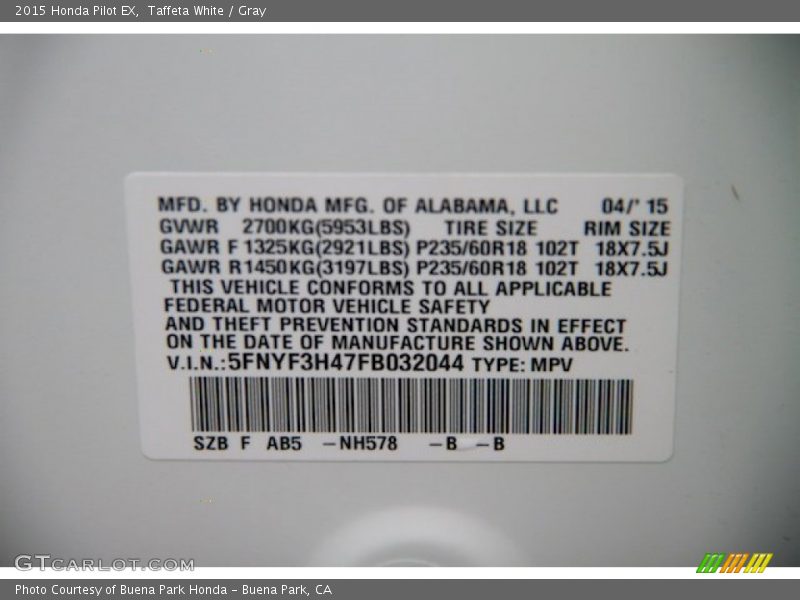 2015 Honda Pilot EX,  Taffeta White / Gray
MFD. BY HONDA MFG. OF ALABAMA, LLC 04/' 15
GVWR 2700KG(5953LBS) TIRE SIZE RIM SIZE
GAWR F 1325KG(2921LBS) P235/60R18 102T 18X7.5J
GAWR R1450KG(3197LBS) P235/60R18 102T 18X7.5J
THIS VEHICLE CONFORMS TO ALL APPLICABLE
FEDERAL MOTOR VEHICLE SAFETY
AND THEFT PREVENTION STANDARDS IN EFFECT
ON THE DATE OF MANUFACTURE SHOWN ABOVE.
V.I.N.:5FNYF3H47FB032044 TYPE: MPV
SZB F AB5 –NH578 –B –B
GTCARLOT.COM
Photo Courtesy of Buena Park Honda – Buena Park, CA